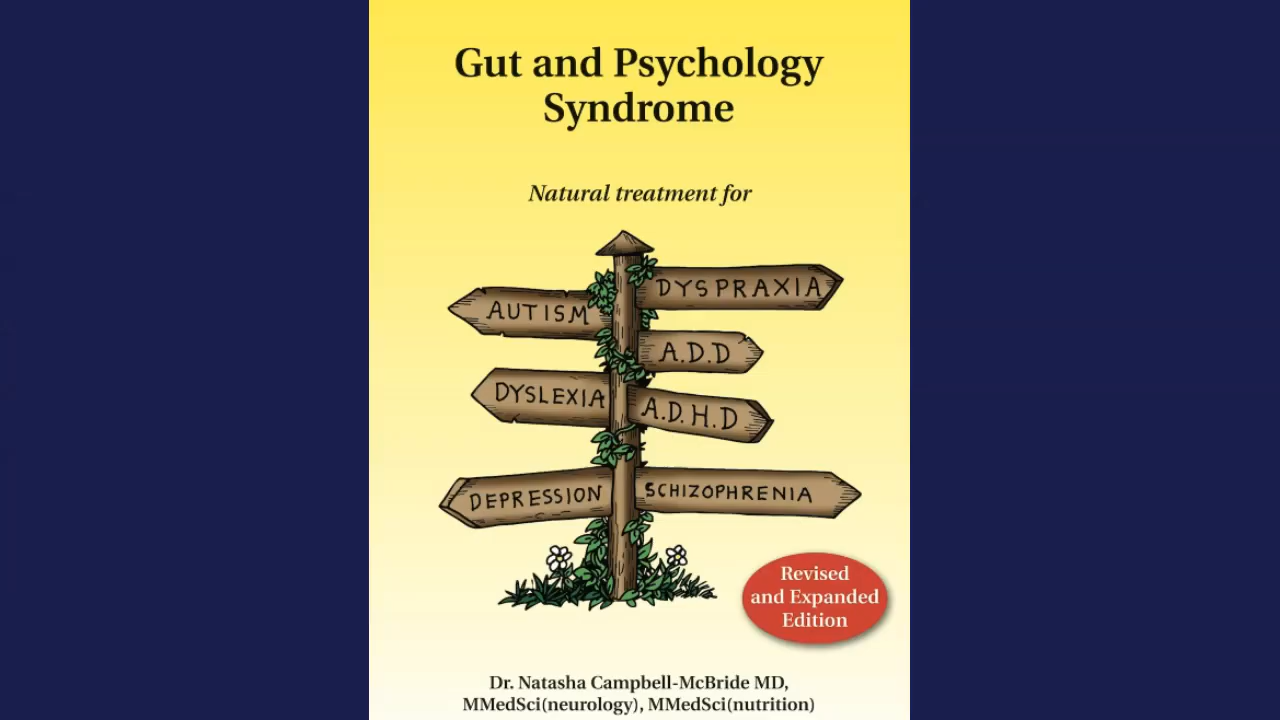 Gut and Psychology
Syndrome
Natural treatment for
DYSPRAXIA
AUTISM
A.D.D
DYSLEXIA
A.D.H.D
DEPRESSION
SCHIZOPHRENIA
Revised
and Expanded
Edition
Dr. Natasha Campbell-McBride MD,
MMedSci(neurology), MMedSci(nutrition)